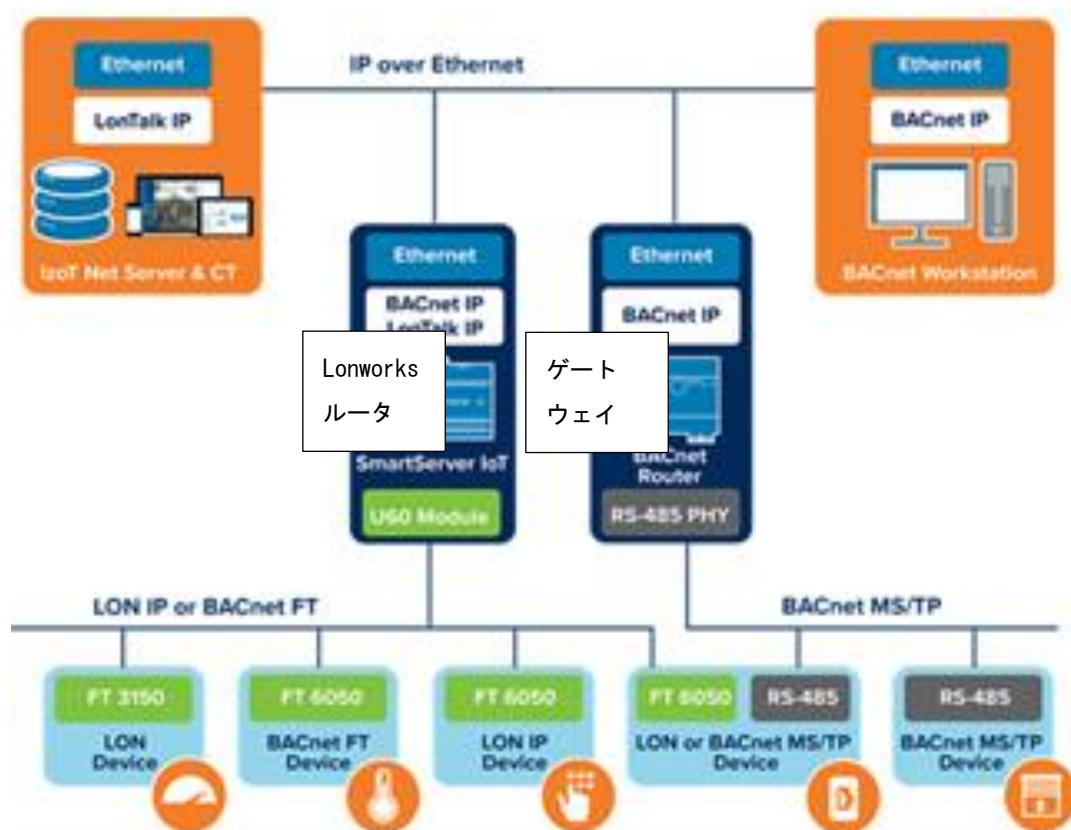 Ethernet
IP over Ethernet
Ethernet
LonTalk IP
BACnet IP
IzoT Net Server & CT
BACnet Workstation
Ethernet
Ethernet
BACnet IP
LonTalk IP
BACnet IP
Lonworks
ルータ
ゲート
ウェイ
SmartServer IoT
BACnet
Router
U60 Module
RS-485 PHY
LON IP or BACnet FT
BACnet MS/TP
FT 3150
LON
Device
FT 6050
BACnet FT
Device
FT 6050
LON IP
Device
FT 6050
RS-485
LON or BACnet MS/TP
Device
RS-485
BACnet MS/TP
Device